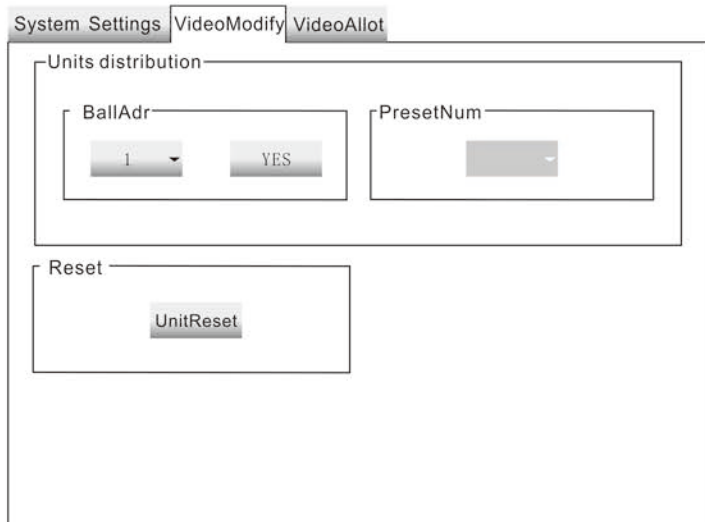 System Settings VideoModify VideoAllot
Units distribution
BallAdr PresetNum
1 YES
Reset
UnitReset